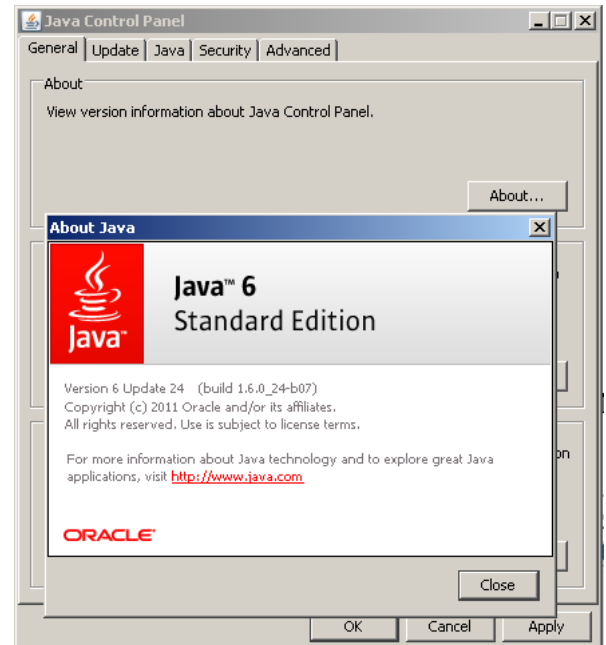 Java Control Panel
General Update Java Security Advanced
About
View version information about Java Control Panel.
About...
About Java
Java™ 6
Standard Edition
Java™
Version 6 Update 24 (build 1.6.0_24-b07)
Copyright (c) 2011 Oracle and/or its affiliates.
All rights reserved. Use is subject to license terms.
For more information about Java technology and to explore great Java
applications, visit http://www.java.com
on
ORACLE
Close
OK Cancel Apply